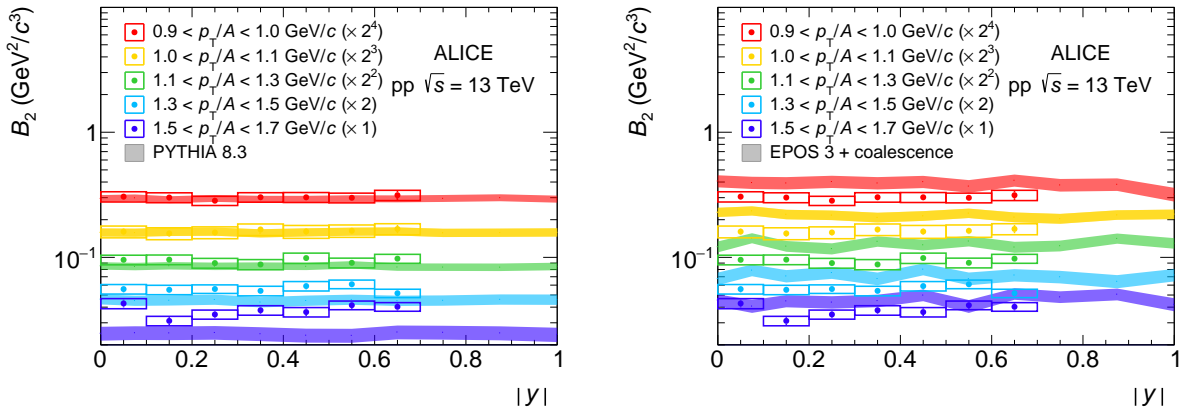 B₂ (GeV²/c³)
0.9 < p_T/A < 1.0 GeV/c (× 2⁴)
1.0 < p_T/A < 1.1 GeV/c (× 2³)
1.1 < p_T/A < 1.3 GeV/c (× 2²)
1.3 < p_T/A < 1.5 GeV/c (× 2)
1.5 < p_T/A < 1.7 GeV/c (× 1)
PYTHIA 8.3
ALICE
pp √s = 13 TeV
1
10⁻¹
0 0.2 0.4 0.6 0.8 1
| y |
B₂ (GeV²/c³)
0.9 < p_T/A < 1.0 GeV/c (× 2⁴)
1.0 < p_T/A < 1.1 GeV/c (× 2³)
1.1 < p_T/A < 1.3 GeV/c (× 2²)
1.3 < p_T/A < 1.5 GeV/c (× 2)
1.5 < p_T/A < 1.7 GeV/c (× 1)
EPOS 3 + coalescence
ALICE
pp √s = 13 TeV
1
10⁻¹
0 0.2 0.4 0.6 0.8 1
| y |